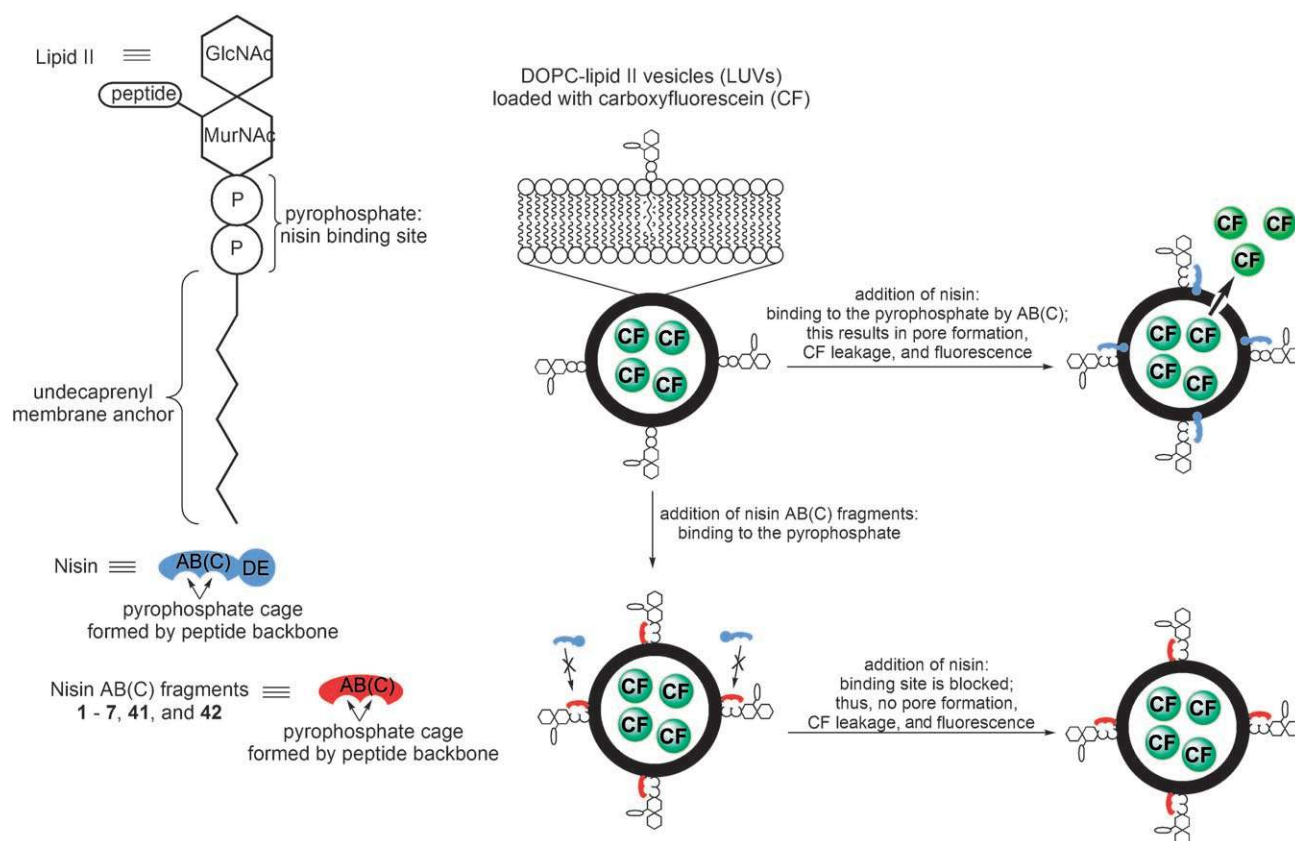 Lipid II
GlcNAc
peptide
MurNAc
P
P
pyrophosphate:
nisin binding site
undecaprenyl
membrane anchor
Nisin
AB(C)
DE
pyrophosphate cage
formed by peptide backbone
Nisin AB(C) fragments
1 - 7, 41, and 42
AB(C)
pyrophosphate cage
formed by peptide backbone
DOPC-lipid II vesicles (LUVs)
loaded with carboxyfluorescein (CF)
CF CF
CF CF
addition of nisin:
binding to the pyrophosphate by AB(C);
this results in pore formation,
CF leakage, and fluorescence
CF CF
CF
CF CF
CF CF
addition of nisin AB(C) fragments:
binding to the pyrophosphate
CF CF
CF CF
addition of nisin:
binding site is blocked;
thus, no pore formation,
CF leakage, and fluorescence
CF CF
CF CF